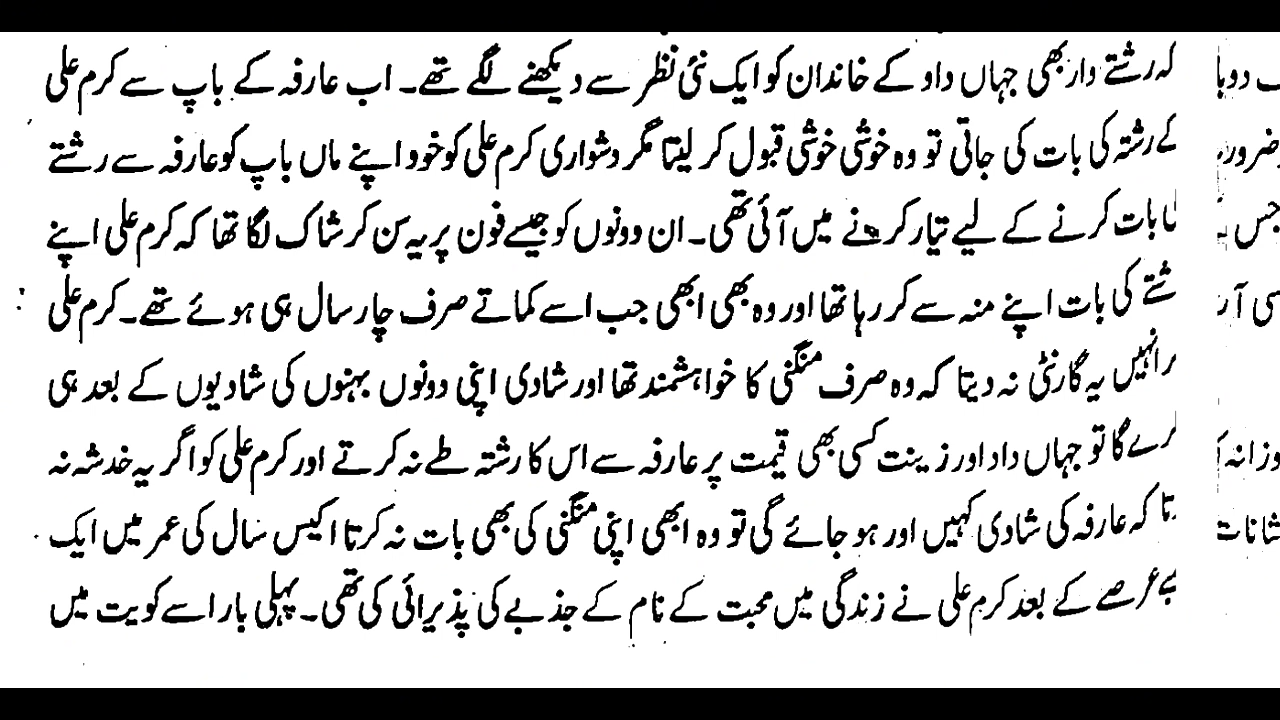 کہ رشتے دار بھی جہاں داد کے خاندان کو ایک نئی نظر سے دیکھنے لگے تھے۔ اب عارفہ کے باپ سے کرم علی
کے رشتہ کی بات کی جاتی تو وہ خوشی خوشی قبول کر لیتا مگر دشواری کرم علی کو خود اپنے ماں باپ کو عارفہ سے رشتے
کا بات کرنے کے لیے تیار کرنے میں آئی تھی۔ ان دونوں کو جیسے فون پر یہ سن کر شاک لگا تھا کہ کرم علی اپنے
شتے کی بات اپنے منہ سے کر رہا تھا اور وہ بھی ابھی جب اسے کماتے صرف چار سال ہی ہوئے تھے۔ کرم علی
را نہیں یہ گارنٹی نہ دیتا کہ وہ صرف منگنی کا خواہشمند تھا اور شادی اپنی دونوں بہنوں کی شادیوں کے بعد ہی
کرے گا تو جہاں داد اور زینت کسی بھی قیمت پر عارفہ سے اس کا رشتہ طے نہ کرتے اور کرم علی کو اگر یہ خدشہ نہ
تا کہ عارفہ کی شادی کہیں اور ہو جائے گی تو وہ ابھی اپنی منگنی کی بھی بات نہ کرتا اکیس سال کی عمر میں ایک
بے عرصے کے بعد کرم علی نے زندگی میں محبت کے نام کے جذبے کی پذیرائی کی تھی۔ پہلی بار اسے کویت میں